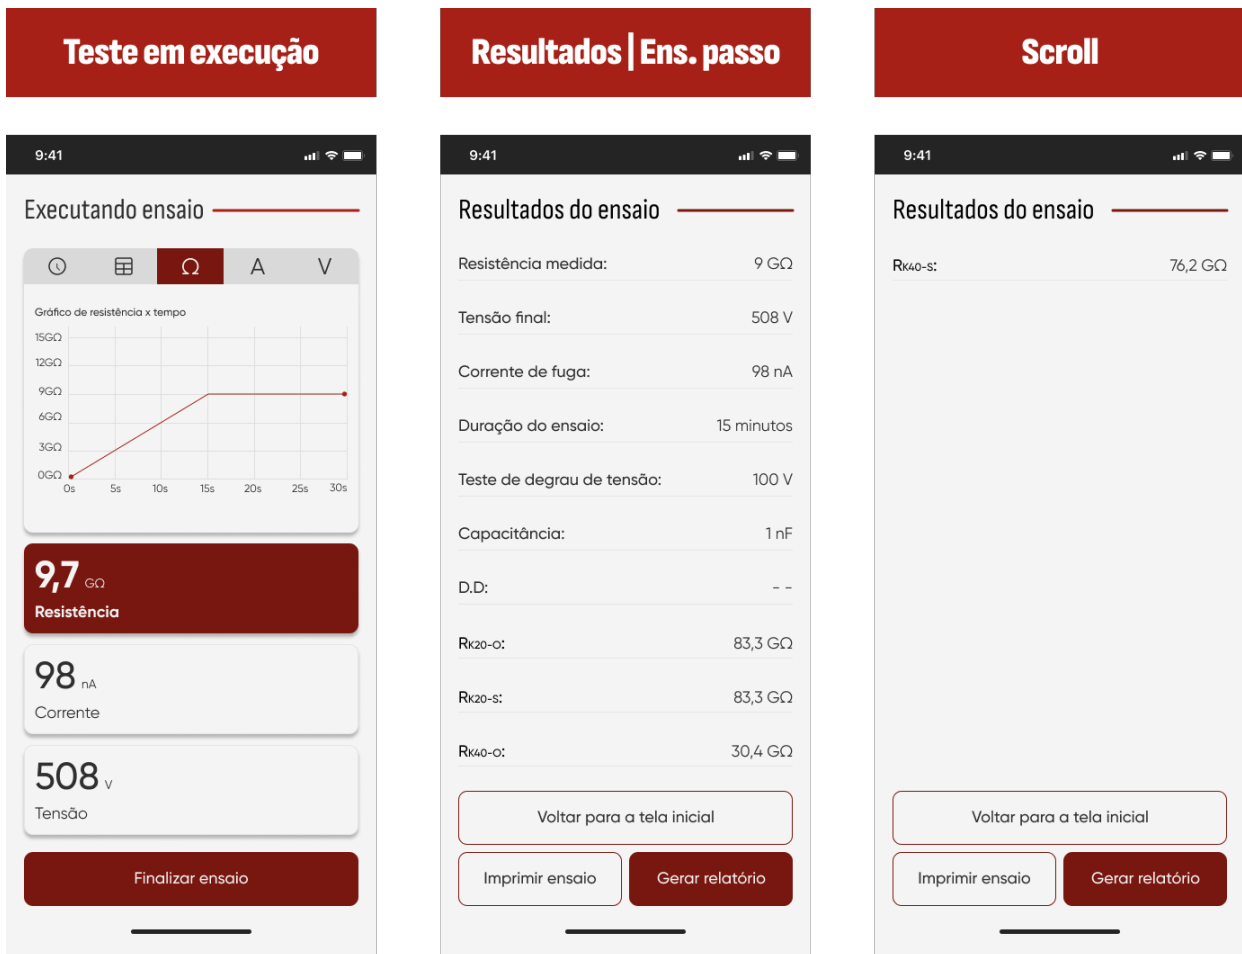 Teste em execução
9:41
Executando ensaio
Ω A V
Gráfico de resistência x tempo
15GΩ
12GΩ
9GΩ
6GΩ
3GΩ
0GΩ
0s 5s 10s 15s 20s 25s 30s
9,7 GΩ
Resistência
98 nA
Corrente
508 V
Tensão
Finalizar ensaio
Resultados | Ens. passo
9:41
Resultados do ensaio
Resistência medida: 9 GΩ
Tensão final: 508 V
Corrente de fuga: 98 nA
Duração do ensaio: 15 minutos
Teste de degrau de tensão: 100 V
Capacitância: 1 nF
D.D: - -
RK20-O: 83,3 GΩ
RK20-S: 83,3 GΩ
RK40-O: 30,4 GΩ
Voltar para a tela inicial
Imprimir ensaio Gerar relatório
Scroll
9:41
Resultados do ensaio
RK40-S: 76,2 GΩ
Voltar para a tela inicial
Imprimir ensaio Gerar relatório